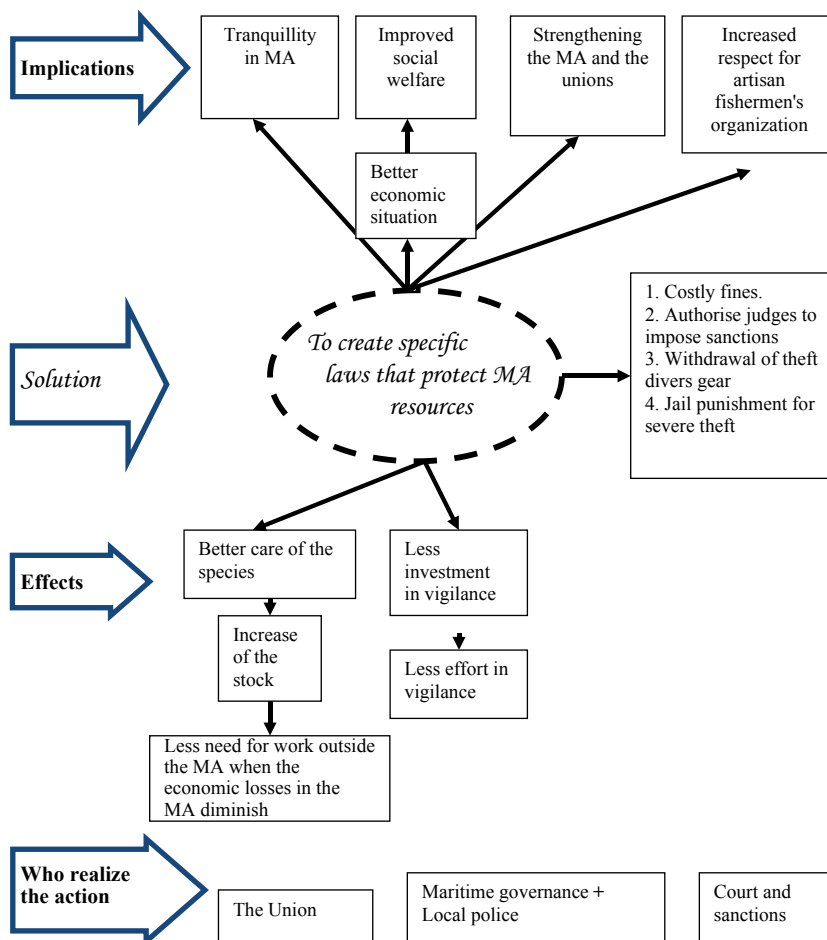 Implications
Tranquillity
in MA
Improved
social
welfare
Strengthening
the MA and the
unions
Increased
respect for
artisan
fishermen's
organization
Better
economic
situation
Solution
To create specific
laws that protect MA
resources
1. Costly fines.
2. Authorise judges to
impose sanctions
3. Withdrawal of theft
divers gear
4. Jail punishment for
severe theft
Effects
Better care of the
species
Less
investment
in vigilance
Increase
of the
stock
Less effort in
vigilance
Less need for work outside
the MA when the
economic losses in the
MA diminish
Who realize
the action
The Union
Maritime governance +
Local police
Court and
sanctions